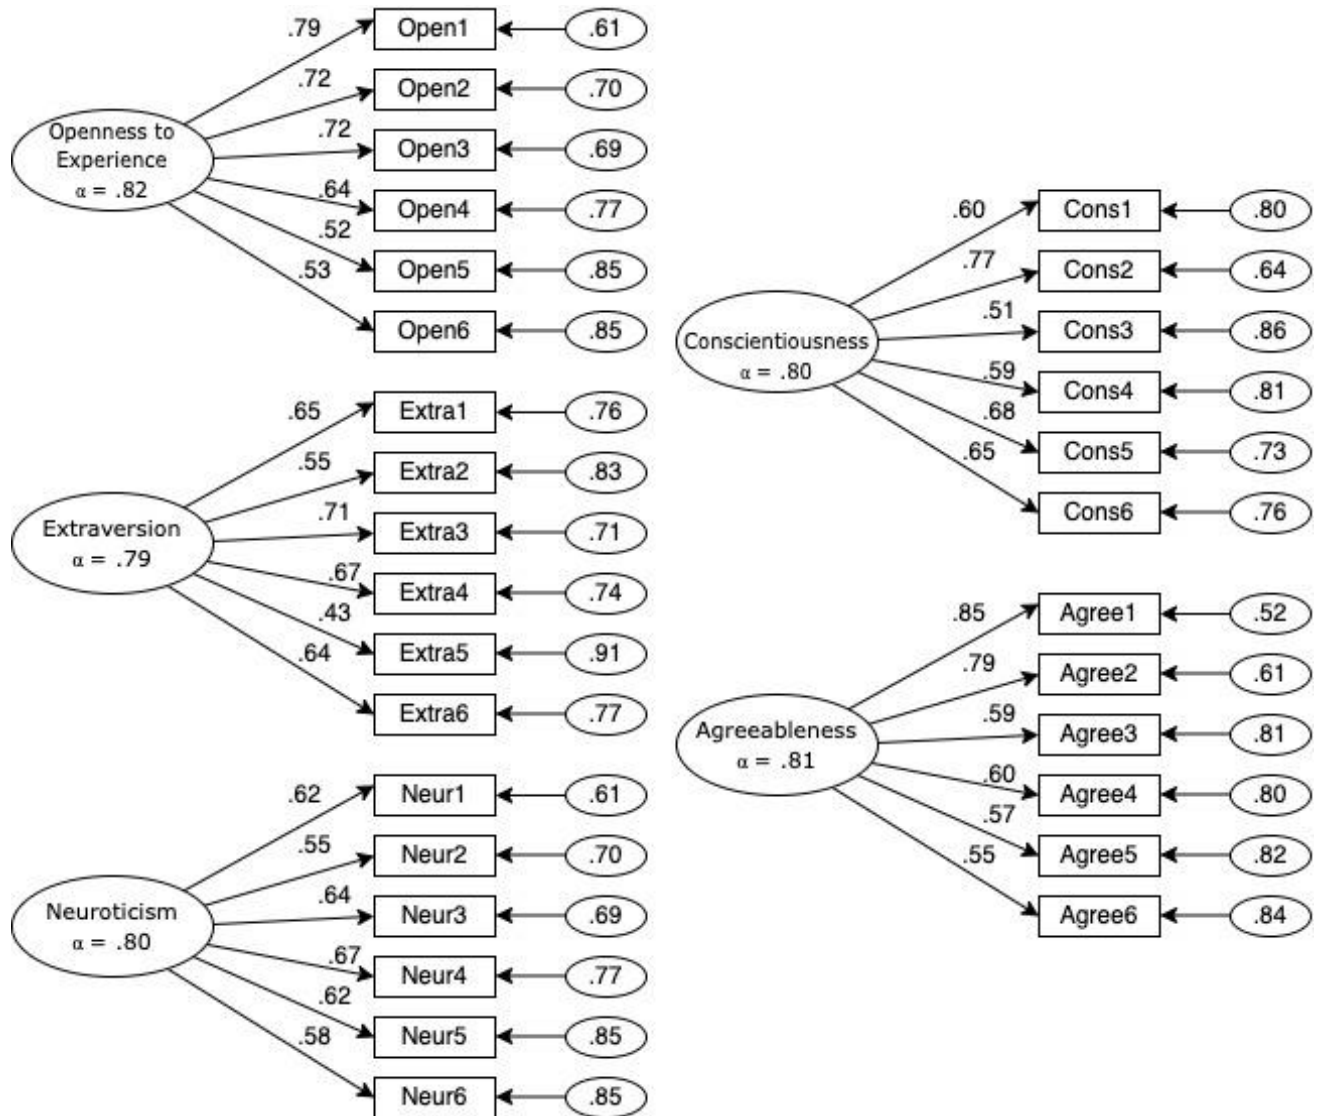 .79 Open1 .61
.72 Open2 .70
.72 Open3 .69
.64 Open4 .77
.52 Open5 .85
.53 Open6 .85
Openness to
Experience
α = .82
.65 Extra1 .76
.55 Extra2 .83
.71 Extra3 .71
.67 Extra4 .74
.43 Extra5 .91
.64 Extra6 .77
Extraversion
α = .79
.62 Neur1 .61
.55 Neur2 .70
.64 Neur3 .69
.67 Neur4 .77
.62 Neur5 .85
.58 Neur6 .85
Neuroticism
α = .80
.60 Cons1 .80
.77 Cons2 .64
.51 Cons3 .86
.59 Cons4 .81
.68 Cons5 .73
.65 Cons6 .76
Conscientiousness
α = .80
.85 Agree1 .52
.79 Agree2 .61
.59 Agree3 .81
.60 Agree4 .80
.57 Agree5 .82
.55 Agree6 .84
Agreeableness
α = .81